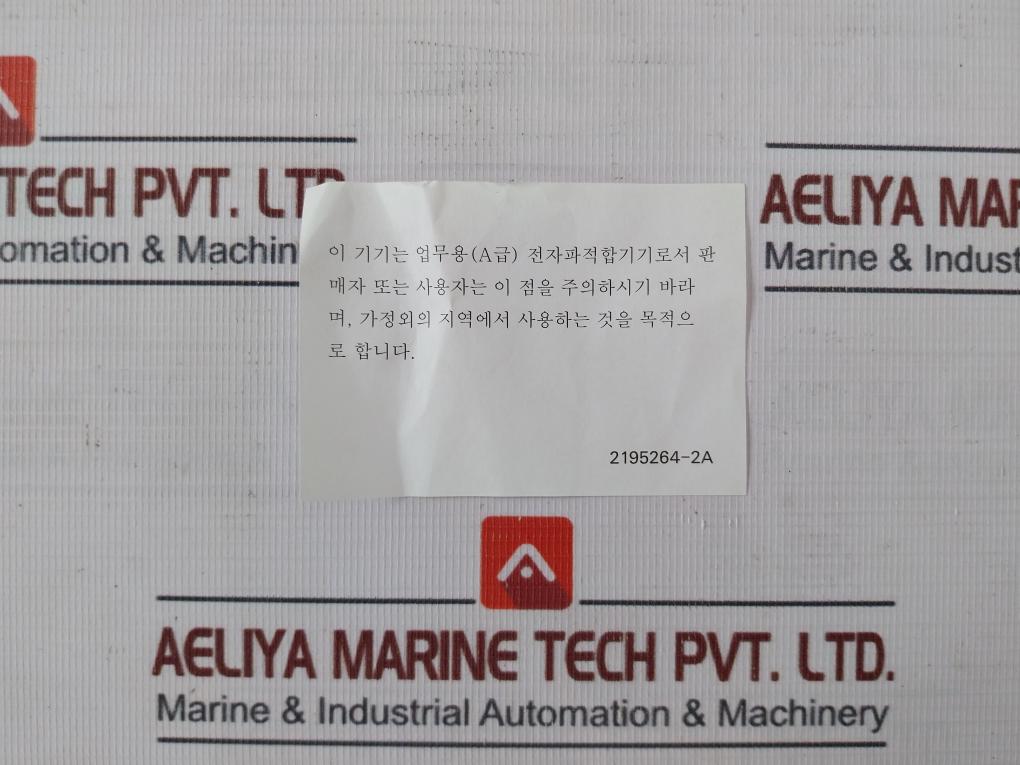 TECH PVT. LTD
omation & Machin
AELIYA MAR
Marine & Indust
이 기기는 업무용(A급) 전자파적합기기로서 판
매자 또는 사용자는 이 점을 주의하시기 바라
며, 가정외의 지역에서 사용하는 것을 목적으
로 합니다.
2195264-2A
AELIYA MARINE TECH PVT. LTD.
Marine & Industrial Automation & Machinery